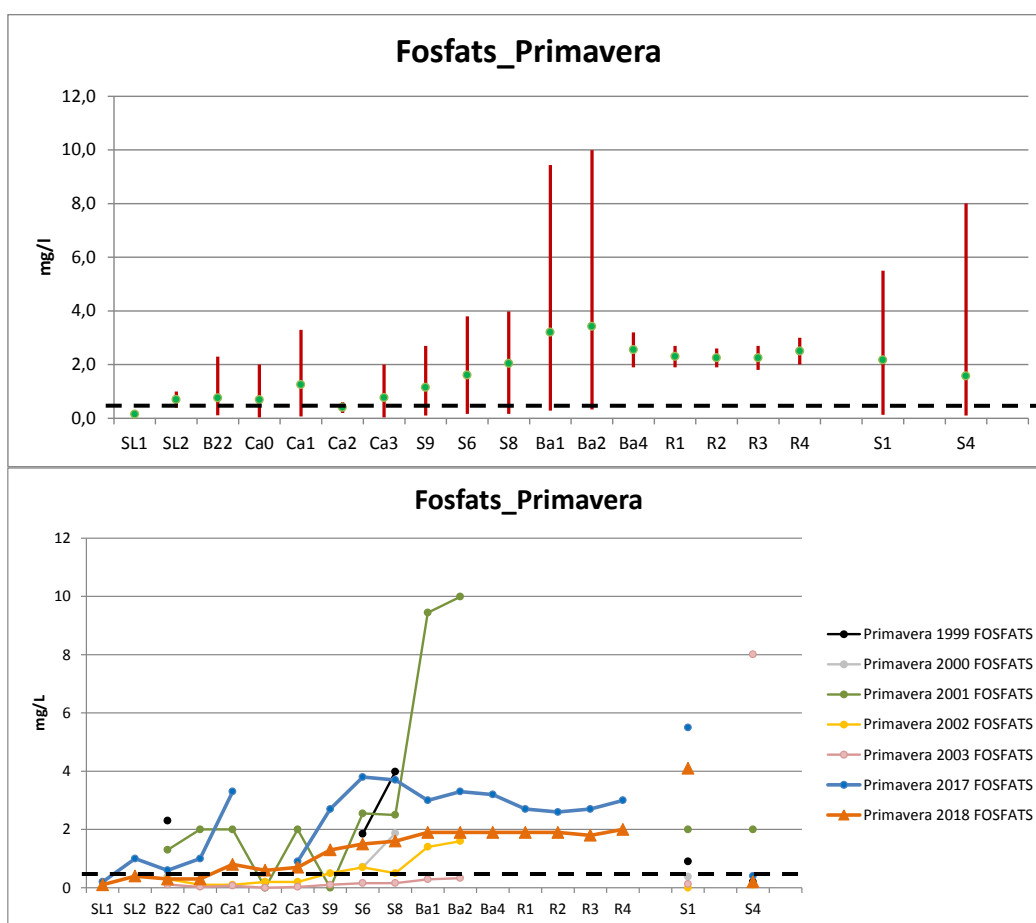 Fosfats_Primavera
12,0
10,0
8,0
6,0
4,0
2,0
0,0
mg/l
SL1 SL2 B22 Ca0 Ca1 Ca2 Ca3 S9 S6 S8 Ba1 Ba2 Ba4 R1 R2 R3 R4 S1 S4
Fosfats_Primavera
12
10
8
6
4
2
0
mg/L
SL1 SL2 B22 Ca0 Ca1 Ca2 Ca3 S9 S6 S8 Ba1 Ba2 Ba4 R1 R2 R3 R4 S1 S4
Primavera 1999 FOSFATS
Primavera 2000 FOSFATS
Primavera 2001 FOSFATS
Primavera 2002 FOSFATS
Primavera 2003 FOSFATS
Primavera 2017 FOSFATS
Primavera 2018 FOSFATS